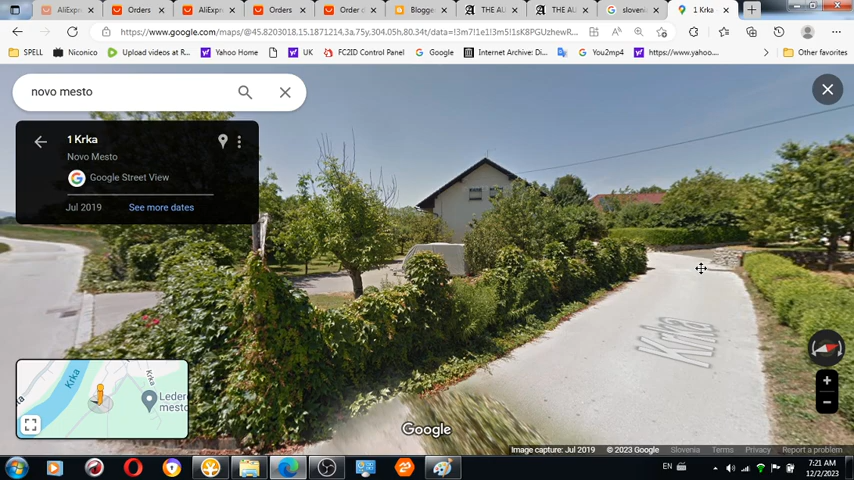 AliExpr
Orders
AliExpr
Orders
Order d
Blogge
THE AU
THE AU
sloveni
1 Krka
https://www.google.com/maps/@45.8203018,15.1871214,3a,75y,304.05h,80.34t/data=!3m7!1e1!3m5!1sK8PGUzhewR...
SPELL
Niconico
Upload videos at R...
Yahoo Home
UK
FC2ID Control Panel
Google
Internet Archive: Di...
You2mp4
https://www.yahoo...
Other favorites
novo mesto
1 Krka
Novo Mesto
Google Street View
Jul 2019
See more dates
Krka
Krka
Krka
Leder
mesto
Google
Image capture: Jul 2019
© 2023 Google
Slovenia
Terms
Privacy
Report a problem
EN
7:21 AM
12/2/2023